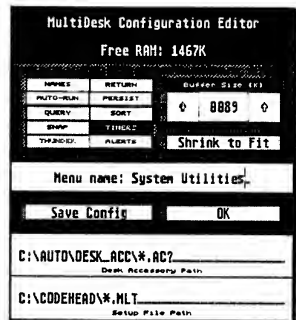 MultiDesk Configuration Editor
Free RAM: 1467K
NAMES RETURN
AUTO-RUN PERSIST
QUERY SORT
SNAP TIMERS
ALERTS
Buffer Size (K)
⇧ 0089 ⇧
Shrink to Fit
Menu name: System Utilities
Save Config OK
C:\AUTO\DESK_ACC\*.AC?
Desk Accessory Path
C:\CODEHEAD\*.MLT
Setup File Path